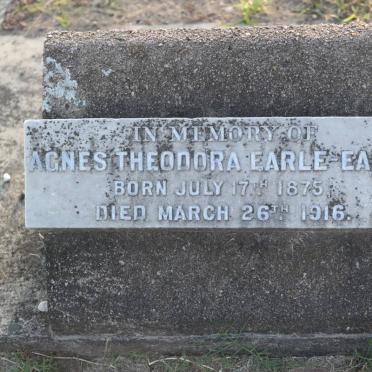 IN MEMORY OF
AGNES THEODORA EARLE-EA
BORN JULY 17TH 1875
DIED MARCH 26TH 1916.